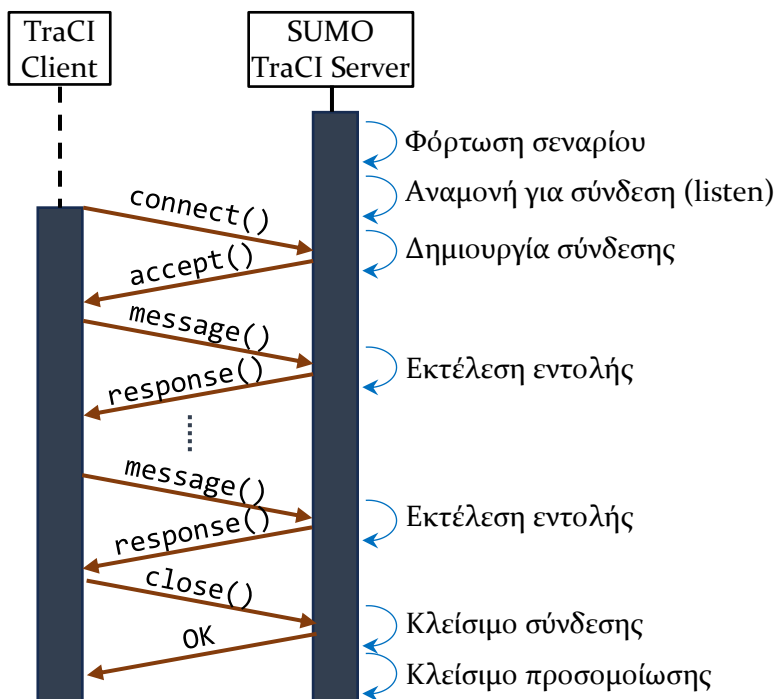 TraCI
Client
SUMO
TraCI Server
Φόρτωση σεναρίου
Αναμονή για σύνδεση (listen)
connect()
Δημιουργία σύνδεσης
accept()
message()
Εκτέλεση εντολής
response()
message()
Εκτέλεση εντολής
response()
close()
Κλείσιμο σύνδεσης
OK
Κλείσιμο προσομοίωσης